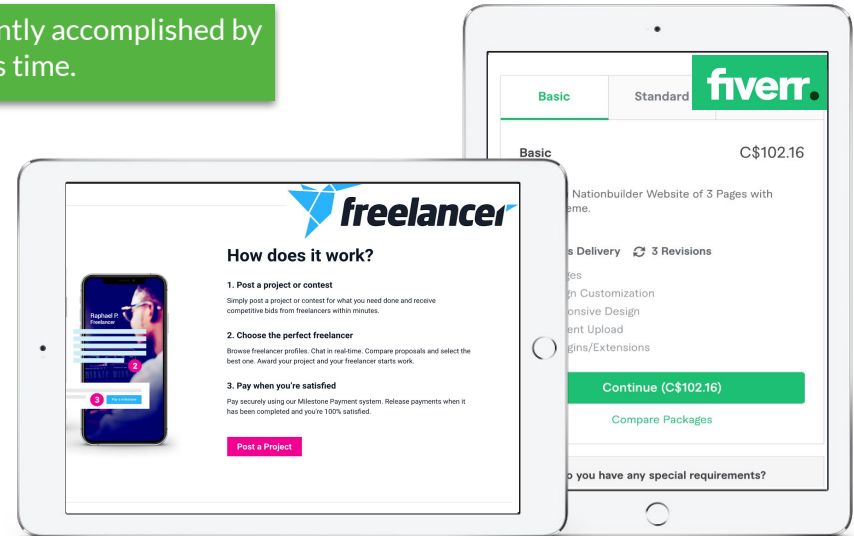 ntly accomplished by
s time.
freelancer
How does it work?
1. Post a project or contest
Simply post a project or contest for what you need done and receive
competitive bids from freelancers within minutes.
2. Choose the perfect freelancer
Browse freelancer profiles. Chat in real-time. Compare proposals and select the
best one. Award your project and your freelancer starts work.
3. Pay when you're satisfied
Pay securely using our Milestone Payment system. Release payments when it
has been completed and you're 100% satisfied.
Post a Project
Raphael P.
Freelancer
2
3
fiverr.
Basic Standard
Basic C$102.16
Nationbuilder Website of 3 Pages with
eme.
s Delivery 3 Revisions
ges
gn Customization
onsive Design
ent Upload
gins/Extensions
Continue (C$102.16)
Compare Packages
o you have any special requirements?